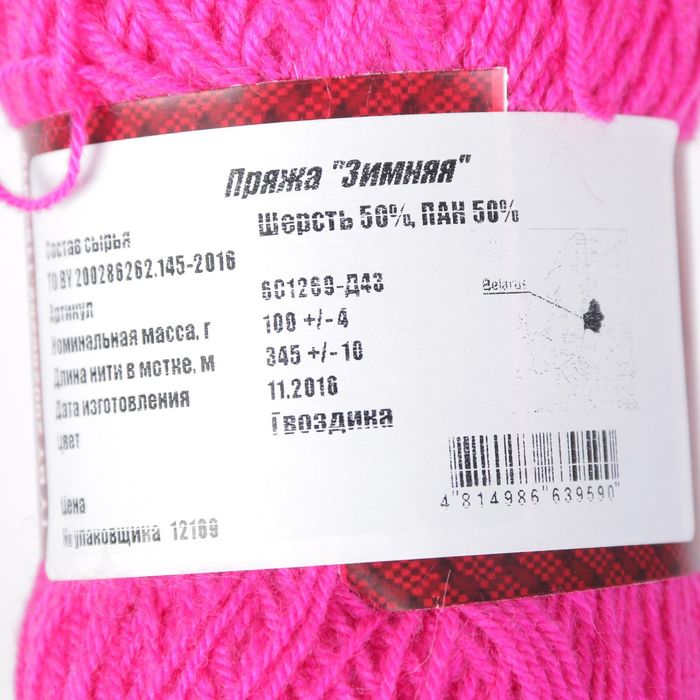 Пряжа "Зимняя"
Состав сырья Шерсть 50%, ПАН 50%
ТО BY 200286262.145-2016
Артикул 601269-Д43
Номинальная масса, г 100 +/-4
Длина нити в мотке, м 345 +/-10
Дата изготовления 11.2016
Цвет Гвоздика
Цена
№ упаковщика 12169
Belarus
4 814986 639590